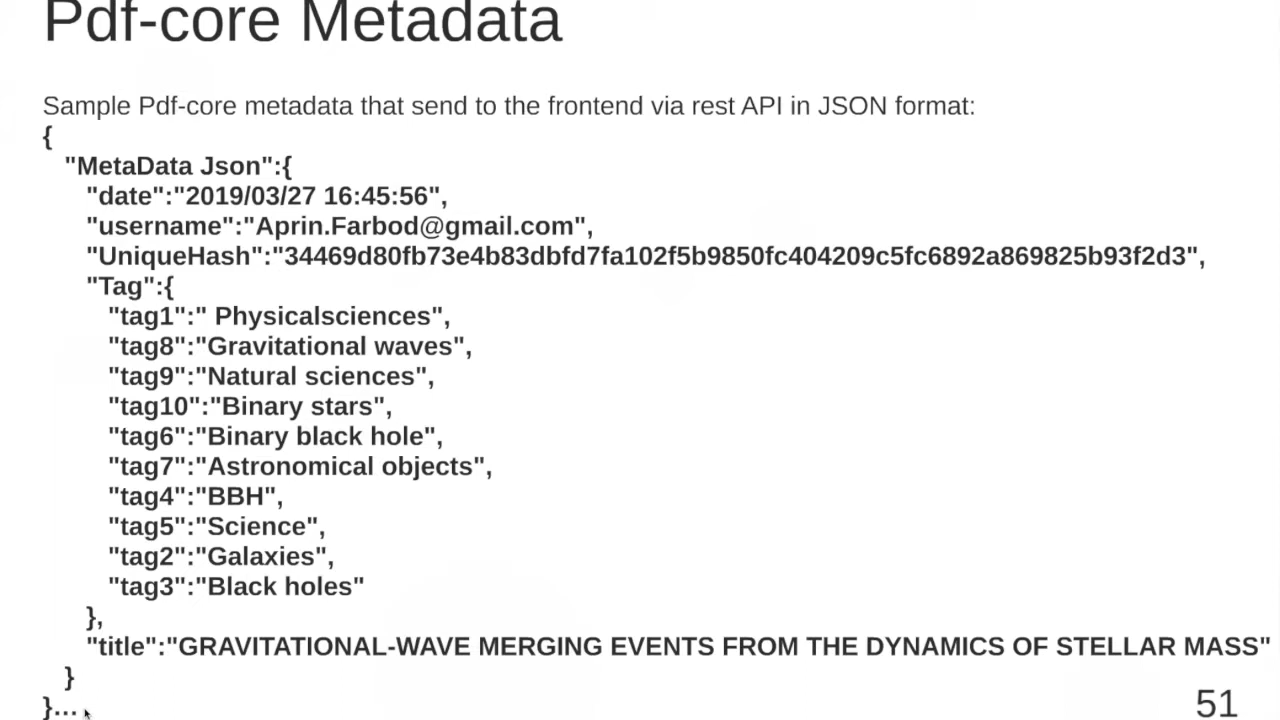 Pdf-core Metadata
Sample Pdf-core metadata that send to the frontend via rest API in JSON format:
{
"MetaData Json":{
"date":"2019/03/27 16:45:56",
"username":"Aprin.Farbod@gmail.com",
"UniqueHash":"34469d80fb73e4b83dbfd7fa102f5b9850fc404209c5fc6892a869825b93f2d3",
"Tag":{
"tag1":" Physicalsciences",
"tag8":"Gravitational waves",
"tag9":"Natural sciences",
"tag10":"Binary stars",
"tag6":"Binary black hole",
"tag7":"Astronomical objects",
"tag4":"BBH",
"tag5":"Science",
"tag2":"Galaxies",
"tag3":"Black holes"
},
"title":"GRAVITATIONAL-WAVE MERGING EVENTS FROM THE DYNAMICS OF STELLAR MASS"
}
}...
51